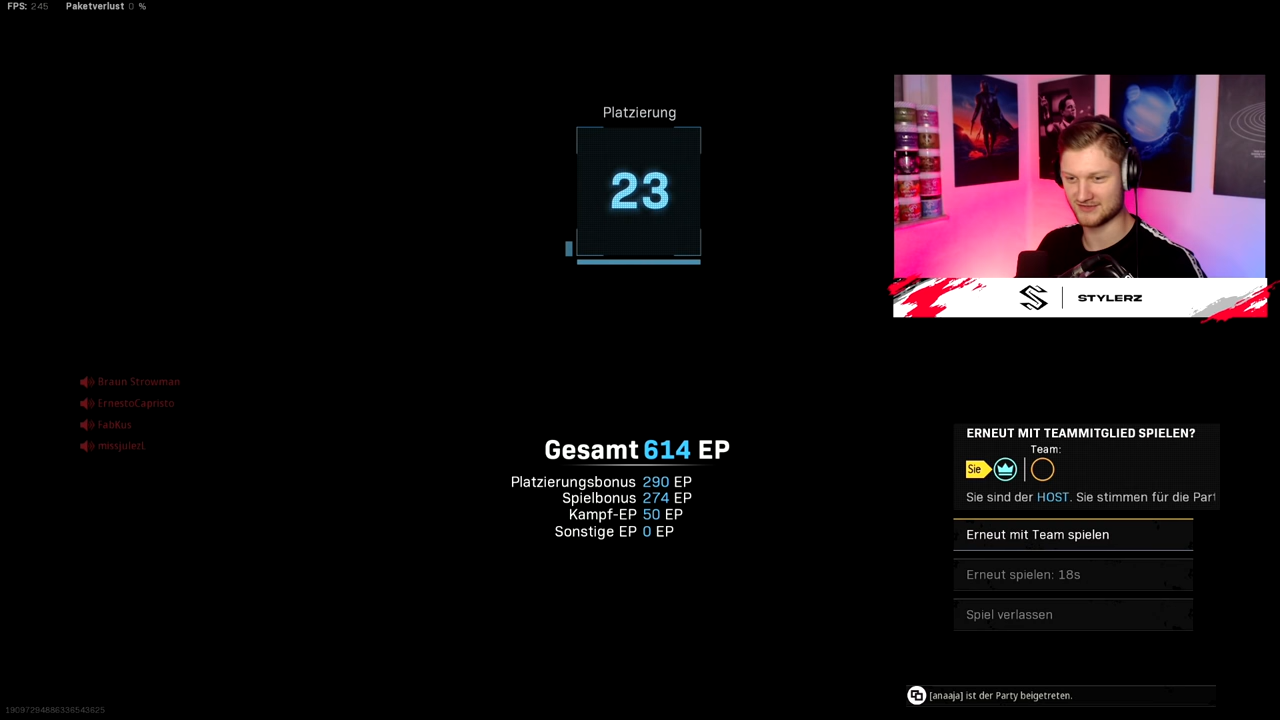 FPS: 245 Paketverlust 0 %
Platzierung
23
STYLERZ
Braun Strowman
ErnestoCapristo
FabKus
missjulezL
Gesamt 614 EP
Platzierungsbonus 290 EP
Spielbonus 274 EP
Kampf-EP 50 EP
Sonstige EP 0 EP
ERNEUT MIT TEAMMITGLIED SPIELEN?
Team:
Sie
Sie sind der HOST. Sie stimmen für die Part
Erneut mit Team spielen
Erneut spielen: 18s
Spiel verlassen
[anaaja] ist der Party beigetreten.
19097294886336543625